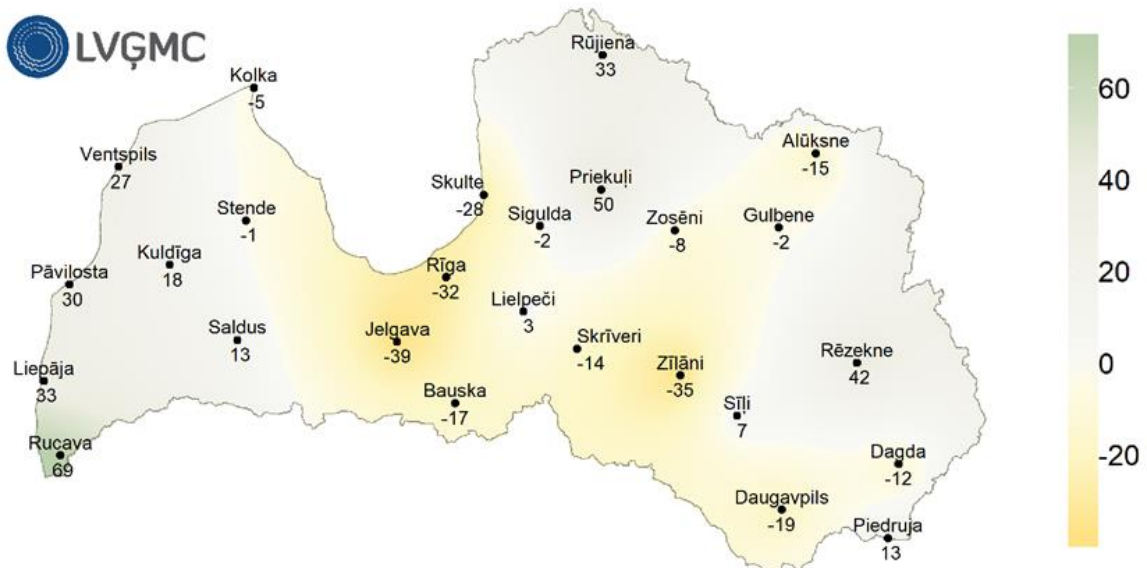 LVĢMC
Rūjiena
33
Kolka
-5
60
Alūksne
-15
Ventspils
27
Skulte
-28
Priekuļi
50
40
Stende
-1
Sigulda
-2
Zosēni
-8
Gulbene
-2
Kuldīga
18
Pāvilosta
30
Rīga
-32
20
Lielpeči
3
Saldus
13
Jelgava
-39
Skrīveri
-14
Zīlāni
-35
Rēzekne
42
0
Liepāja
33
Bauska
-17
Sīļi
7
Rucava
69
Dagda
-12
-20
Daugavpils
-19
Piedruja
13